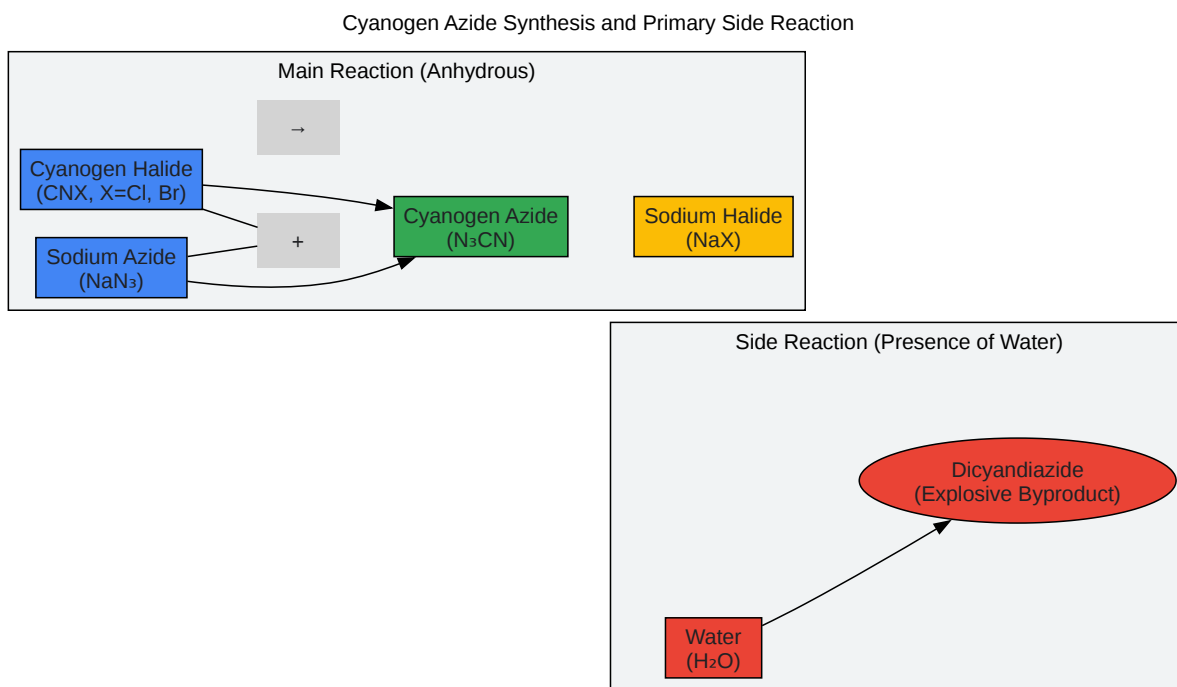 Cyanogen Azide Synthesis and Primary Side Reaction
Main Reaction (Anhydrous)
→
Cyanogen Halide
(CNX, X=Cl, Br)
+
Sodium Azide
(NaN₃)
Cyanogen Azide
(N₃CN)
Sodium Halide
(NaX)
Side Reaction (Presence of Water)
Dicyandiazide
(Explosive Byproduct)
Water
(H₂O)